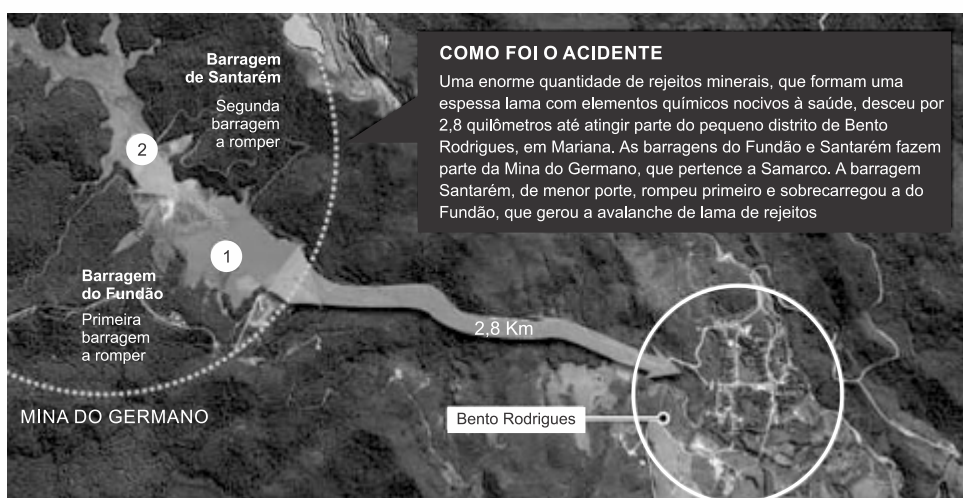 COMO FOI O ACIDENTE
Uma enorme quantidade de rejeitos minerais, que formam uma
espessa lama com elementos químicos nocivos à saúde, desceu por
2,8 quilômetros até atingir parte do pequeno distrito de Bento
Rodrigues, em Mariana. As barragens do Fundão e Santarém fazem
parte da Mina do Germano, que pertence a Samarco. A barragem
Santarém, de menor porte, rompeu primeiro e sobrecarregou a do
Fundão, que gerou a avalanche de lama de rejeitos
Barragem
de Santarém
Segunda
barragem
a romper
2
1
Barragem
do Fundão
Primeira
barragem
a romper
2,8 Km
MINA DO GERMANO
Bento Rodrigues